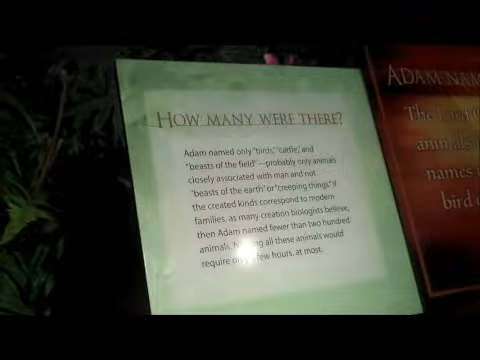 HOW MANY WERE THERE?
Adam named only "birds," "cattle," and
"beasts of the field"—probably only animals
closely associated with man and not
"beasts of the earth" or "creeping things." If
the created kinds correspond to modern
families, as many creation biologists believe,
then Adam named fewer than two hundred
animals. all these animals would
require few hours, at most.
ADAM NAM
The
animals
names
bird